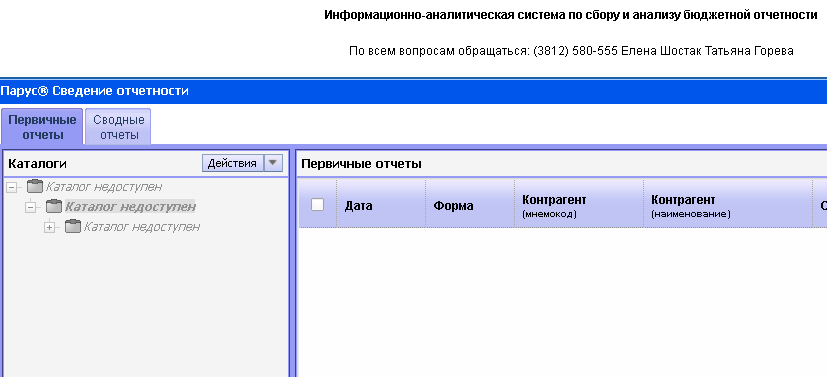 Информационно-аналитическая система по сбору и анализу бюджетной отчетности
По всем вопросам обращаться: (3812) 580-555 Елена Шостак Татьяна Горева
Парус® Сведение отчетности
Первичные отчеты
Сводные отчеты
Каталоги
Действия
Каталог недоступен
Каталог недоступен
Каталог недоступен
Первичные отчеты
Дата
Форма
Контрагент
(мнемокод)
Контрагент
(наименование)